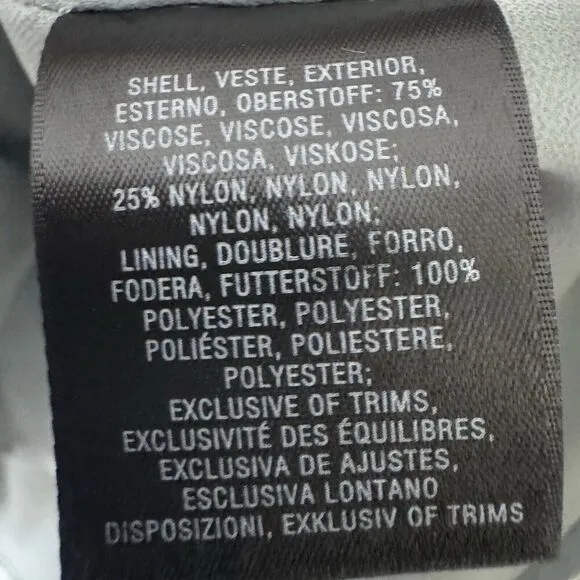 SHELL, VESTE, EXTERIOR,
ESTERNO, OBERSTOFF: 75%
VISCOSE, VISCOSE, VISCOSA,
VISCOSA, VISKOSE;
25% NYLON, NYLON, NYLON,
NYLON, NYLON;
LINING, DOUBLURE, FORRO,
FODERA, FUTTERSTOFF: 100%
POLYESTER, POLYESTER,
POLIÉSTER, POLIESTERE,
POLYESTER;
EXCLUSIVE OF TRIMS,
EXCLUSIVITÉ DES ÉQUILIBRES,
EXCLUSIVA DE AJUSTES,
ESCLUSIVA LONTANO
DISPOSIZIONI, EXKLUSIV OF TRIMS